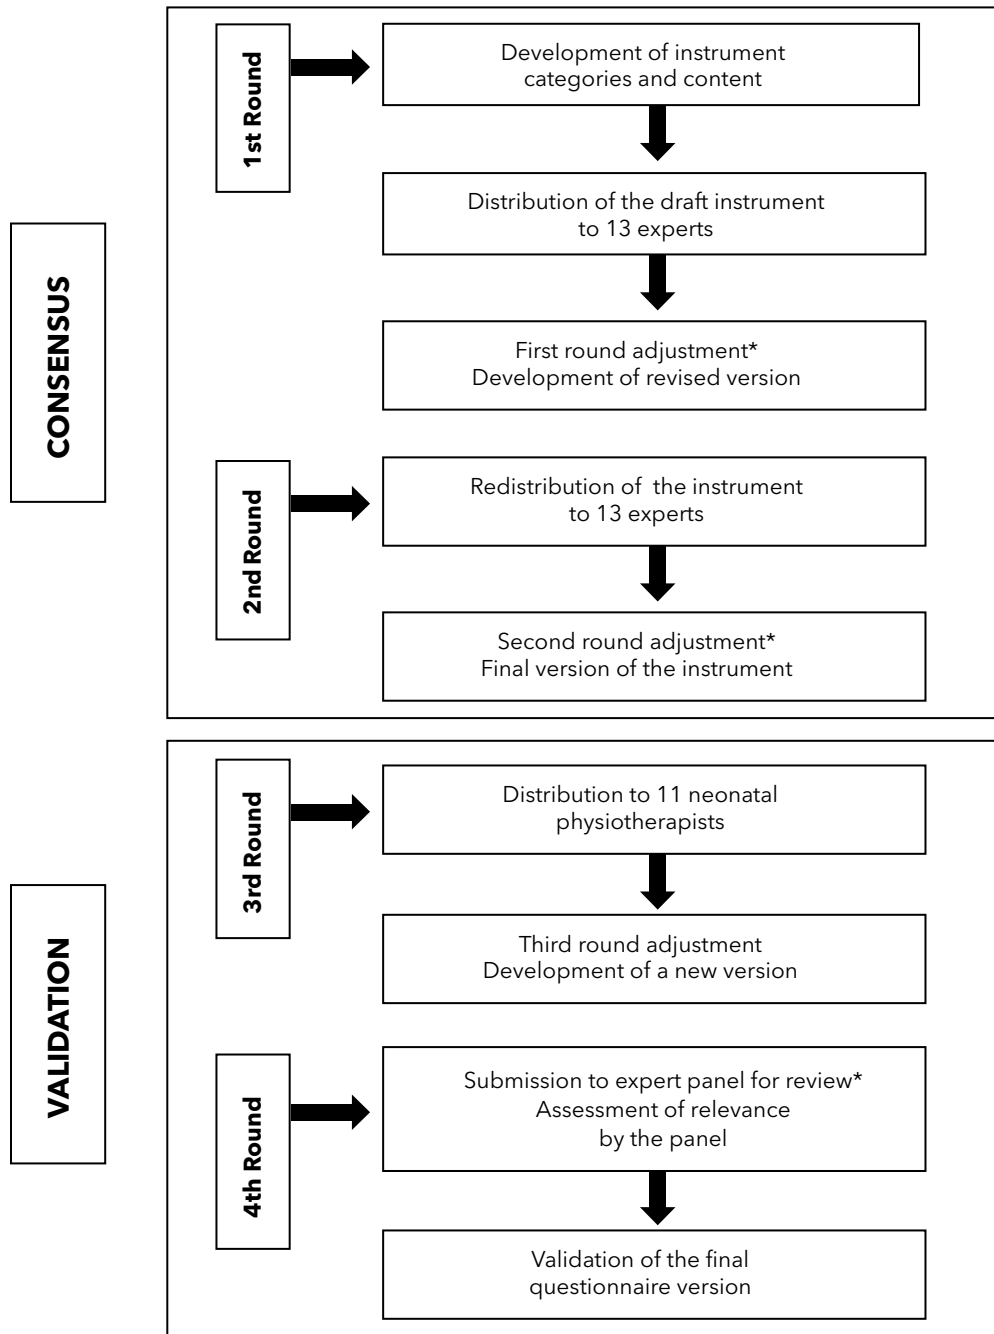 CONSENSUS
1st Round
Development of instrument
categories and content
Distribution of the draft instrument
to 13 experts
First round adjustment*
Development of revised version
2nd Round
Redistribution of the instrument
to 13 experts
Second round adjustment*
Final version of the instrument
VALIDATION
3rd Round
Distribution to 11 neonatal
physiotherapists
Third round adjustment
Development of a new version
4th Round
Submission to expert panel for review*
Assessment of relevance
by the panel
Validation of the final
questionnaire version